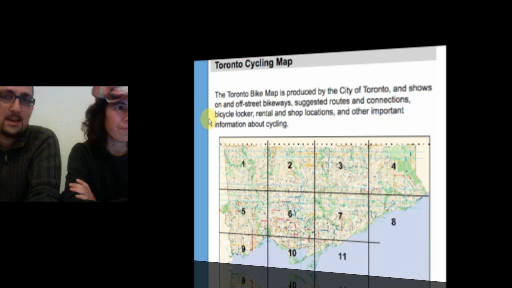 Toronto Cycling Map
The Toronto Bike Map is produced by the City of Toronto, and shows
on and off-street bikeways, suggested routes and connections,
bicycle locker, rental and shop locations, and other important
information about cycling.
1 2 3 4
5 6 7 8
9 10 11